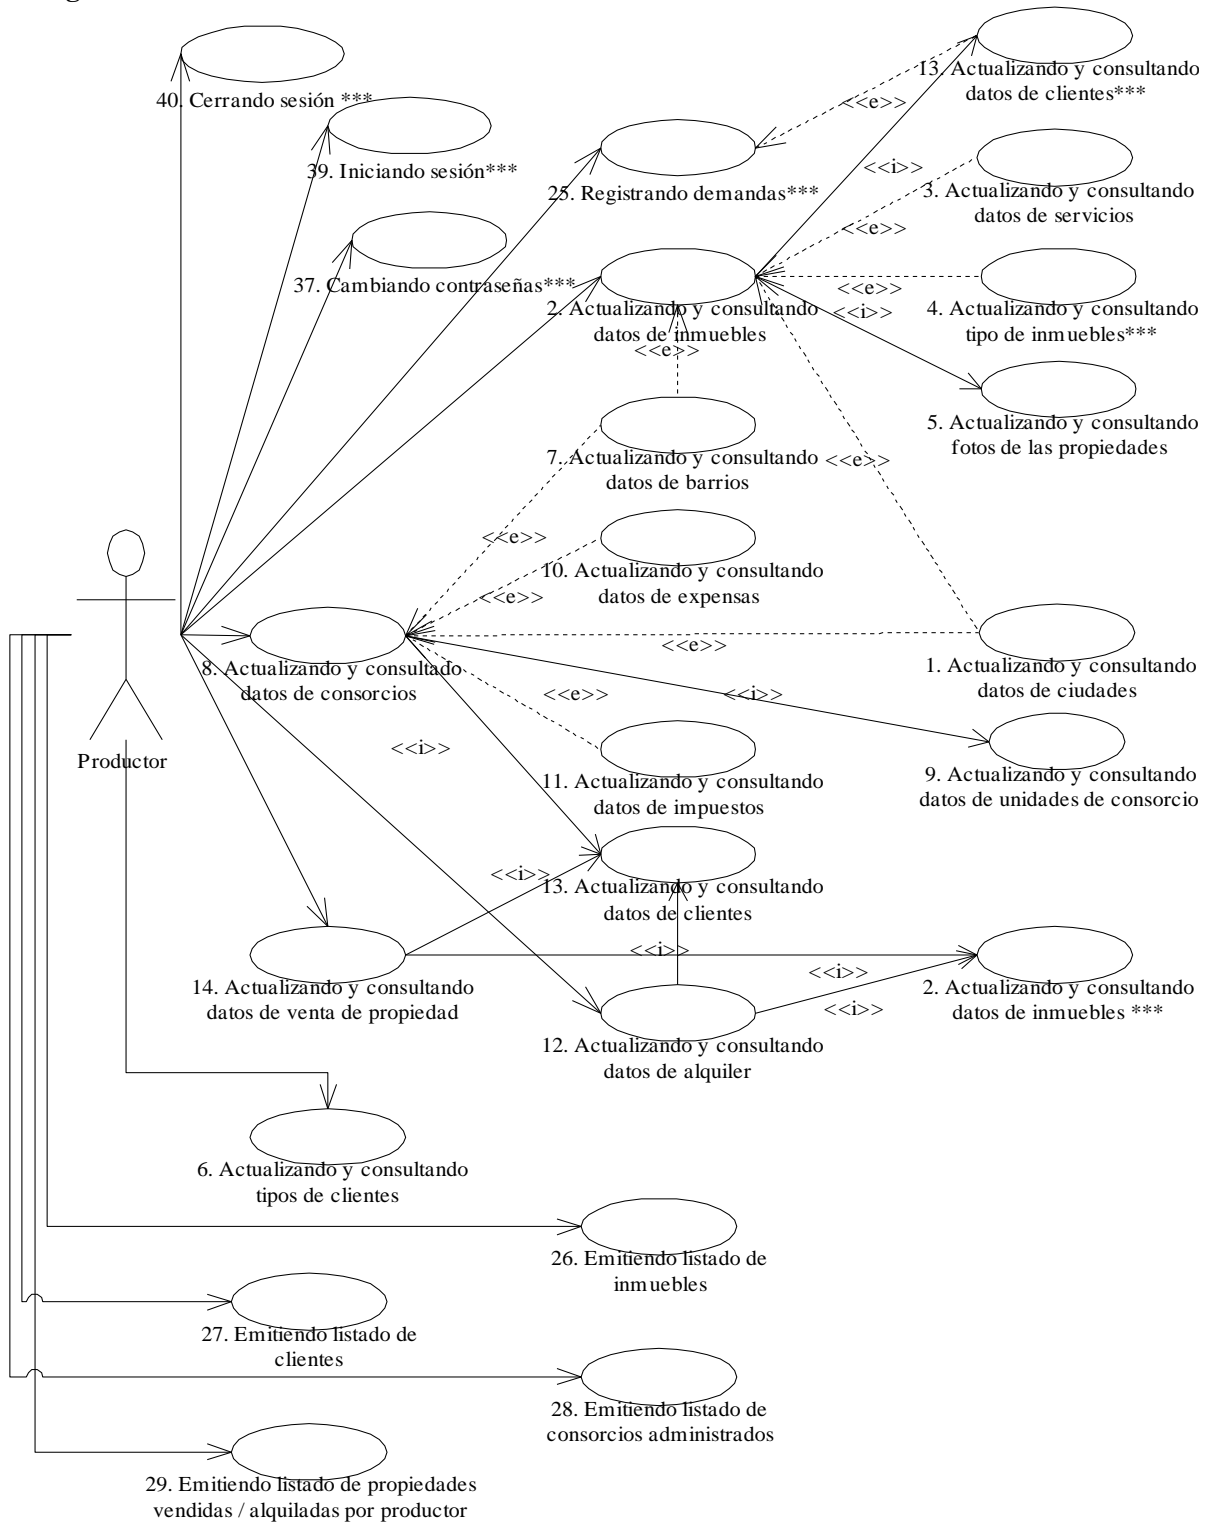 40. Cerrando sesión ***
39. Iniciando sesión***
37. Cambiando contraseñas***
25. Registrando demandas***
13. Actualizando y consultando
datos de clientes***
<<e>>
<<i>>
3. Actualizando y consultando
datos de servicios
<<e>>
2. Actualizando y consultando
datos de inmuebles
<<e>>
<<e>>
<<i>>
4. Actualizando y consultando
tipo de inmuebles***
5. Actualizando y consultando
fotos de las propiedades
7. Actualizando y consultando
datos de barrios
<<e>>
<<e>>
10. Actualizando y consultando
datos de expensas
<<e>>
8. Actualizando y consultado
datos de consorcios
<<e>>
1. Actualizando y consultando
datos de ciudades
<<e>>
<<i>>
<<i>>
Productor
11. Actualizando y consultando
datos de impuestos
9. Actualizando y consultando
datos de unidades de consorcio
<<i>>
13. Actualizando y consultando
datos de clientes
<<i>>
<<i>>
<<i>>
14. Actualizando y consultando
datos de venta de propiedad
2. Actualizando y consultando
datos de inmuebles ***
12. Actualizando y consultando
datos de alquiler
6. Actualizando y consultando
tipos de clientes
26. Emitiendo listado de
inmuebles
27. Emitiendo listado de
clientes
28. Emitiendo listado de
consorcios administrados
29. Emitiendo listado de propiedades
vendidas / alquiladas por productor